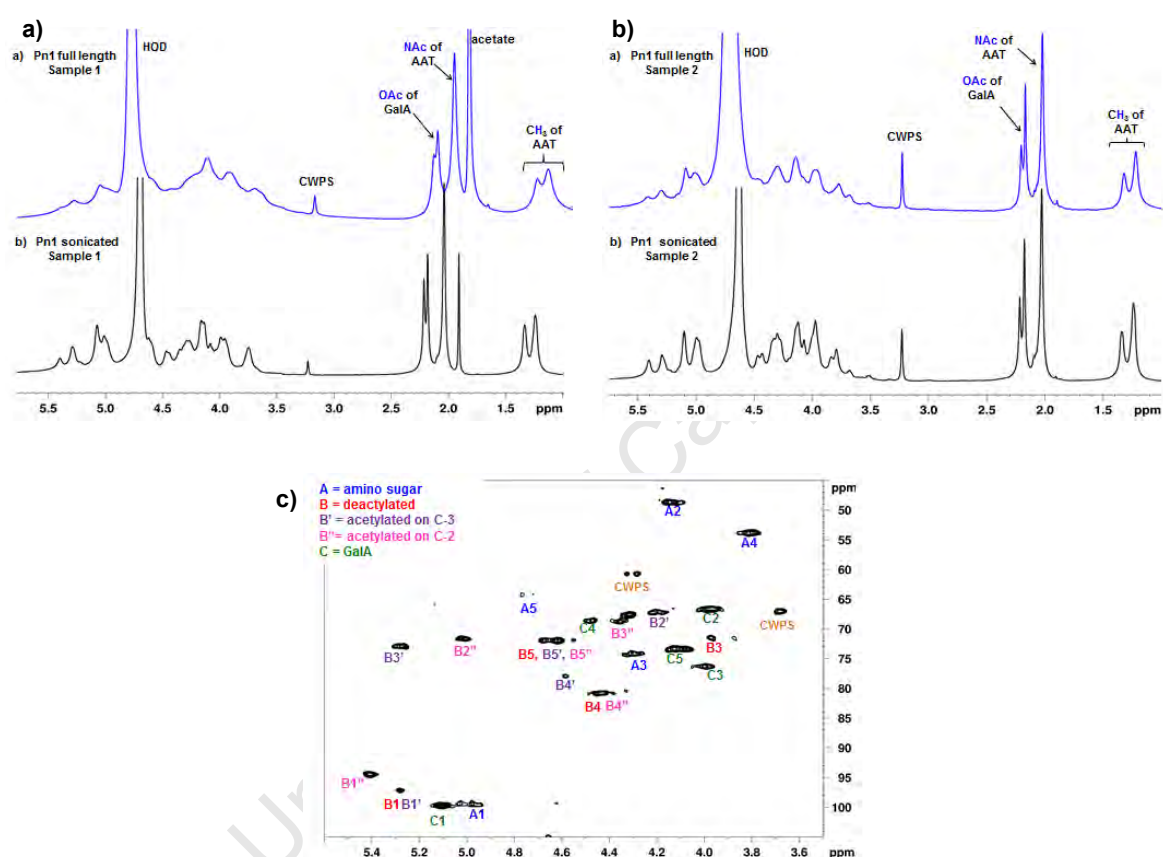 a)
a) Pn1 full length
Sample 1
HOD
acetate
NAc of
AAT
OAc of
GalA
CH3 of
AAT
CWPS
b) Pn1 sonicated
Sample 1
5.5 5.0 4.5 4.0 3.5 3.0 2.5 2.0 1.5 ppm
b)
a) Pn1 full length
Sample 2
HOD
NAc of
AAT
OAc of
GalA
CH3 of
AAT
CWPS
b) Pn1 sonicated
Sample 2
5.5 5.0 4.5 4.0 3.5 3.0 2.5 2.0 1.5 ppm
c)
A = amino sugar
B = deactylated
B' = acetylated on C-3
B"= acetylated on C-2
C = GalA
ppm
50
55
60
65
70
75
80
85
90
95
100
A2
A4
CWPS
A5
C4
B3"
B2'
C2
CWPS
B3'
B2"
B5, B5', B5"
A3
C5
B3
C3
B4'
B4 B4"
B1"
B1 B1'
C1
A1
5.4 5.2 5.0 4.8 4.6 4.4 4.2 4.0 3.8 3.6 ppm